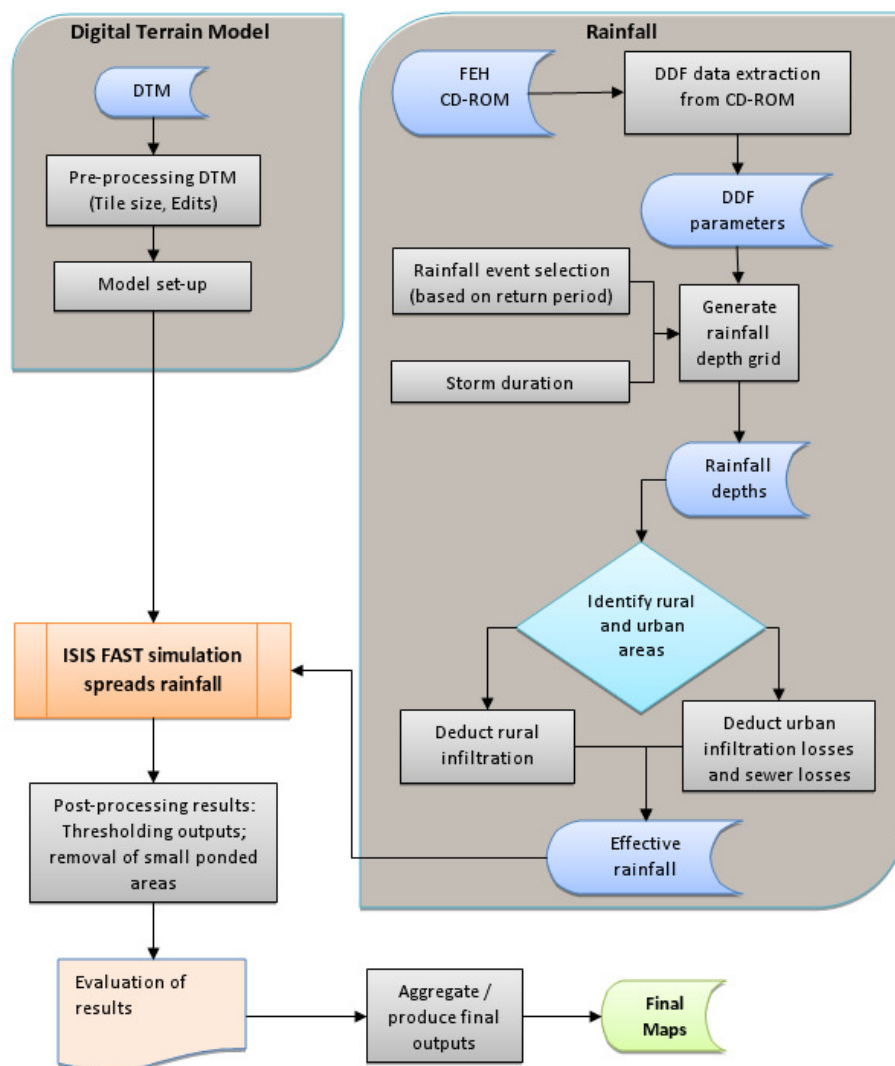 Digital Terrain Model
DTM
Pre-processing DTM
(Tile size, Edits)
Model set-up
Rainfall
FEH
CD-ROM
DDF data extraction
from CD-ROM
DDF
parameters
Rainfall event selection
(based on return period)
Storm duration
Generate
rainfall
depth grid
Rainfall
depths
Identify rural
and urban
areas
Deduct rural
infiltration
Deduct urban
infiltration losses
and sewer losses
Effective
rainfall
ISIS FAST simulation
spreads rainfall
Post-processing results:
Thresholding outputs;
removal of small ponded
areas
Evaluation of
results
Aggregate /
produce final
outputs
Final
Maps